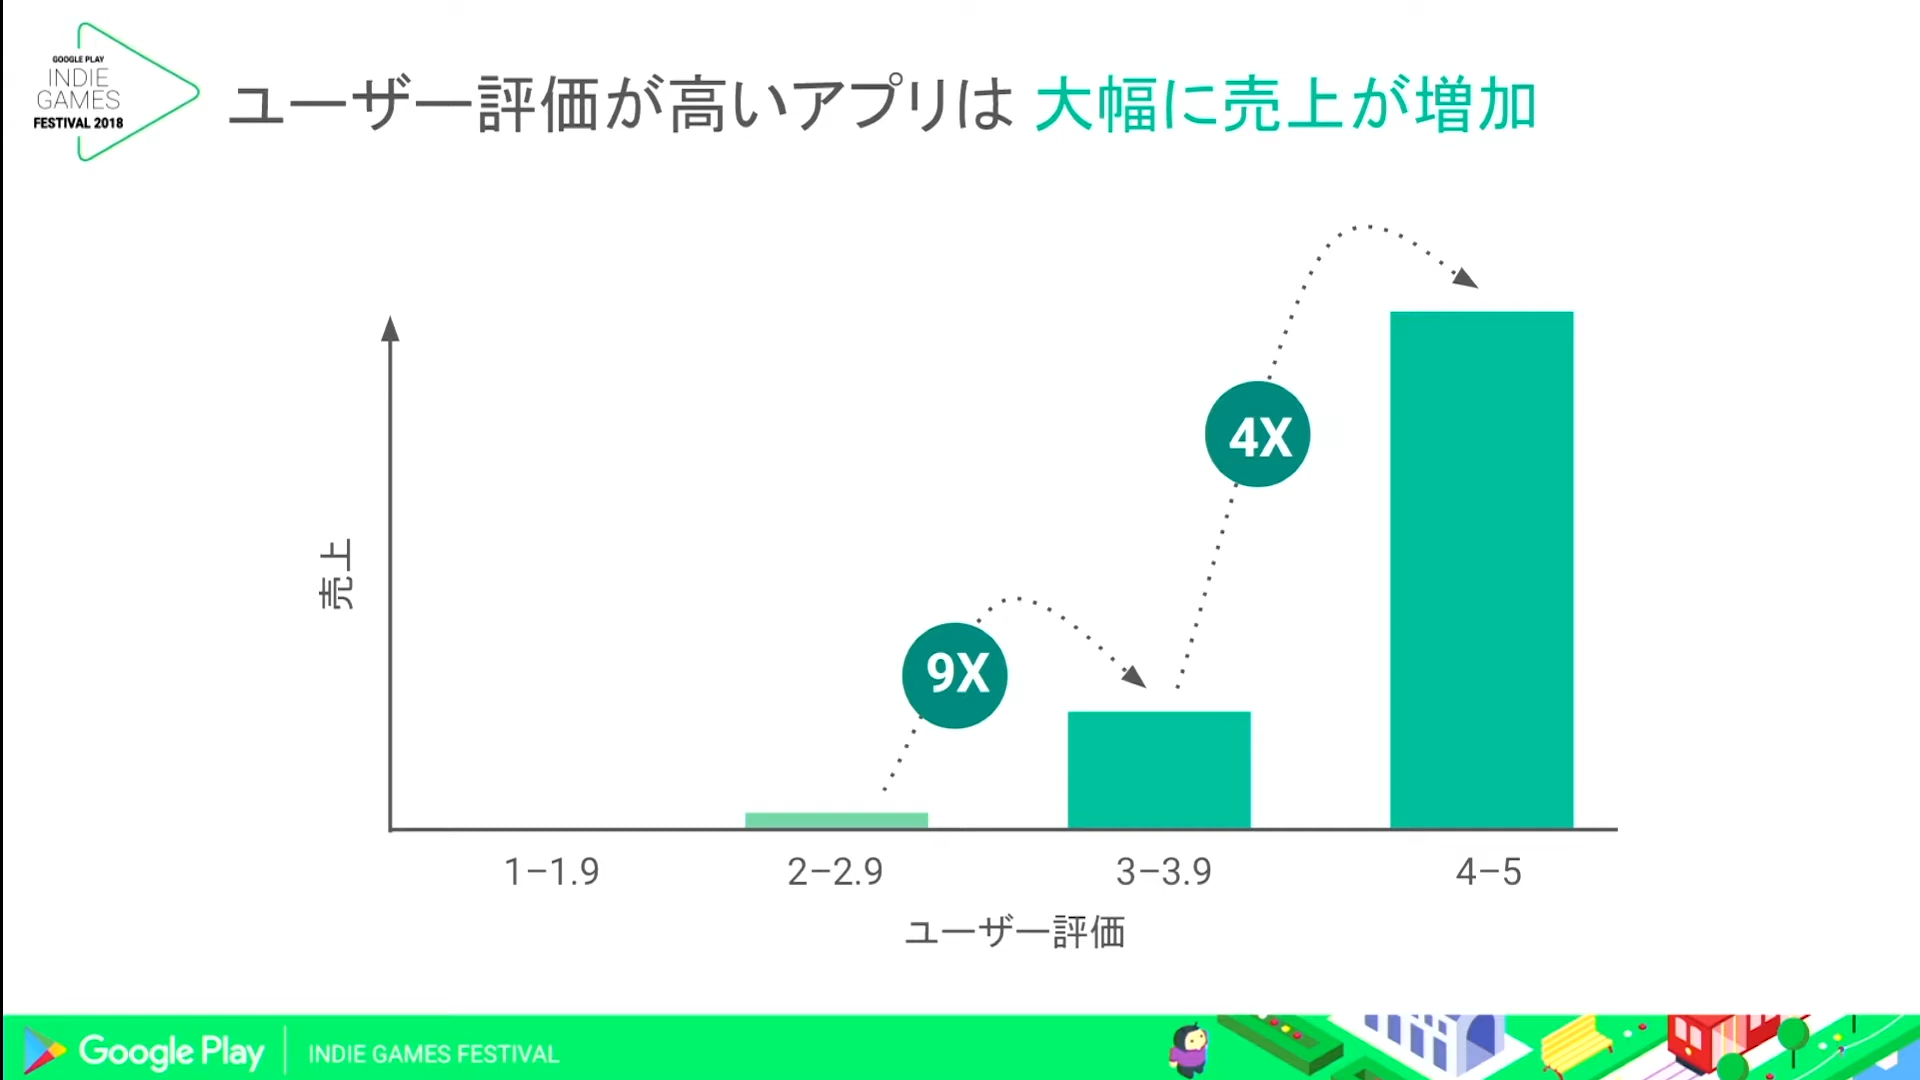 GOOGLE PLAY
INDIE
GAMES
FESTIVAL 2018
ユーザー評価が高いアプリは 大幅に売上が増加
4X
9X
売上
1–1.9
2–2.9
3–3.9
4–5
ユーザー評価
Google Play
INDIE GAMES FESTIVAL